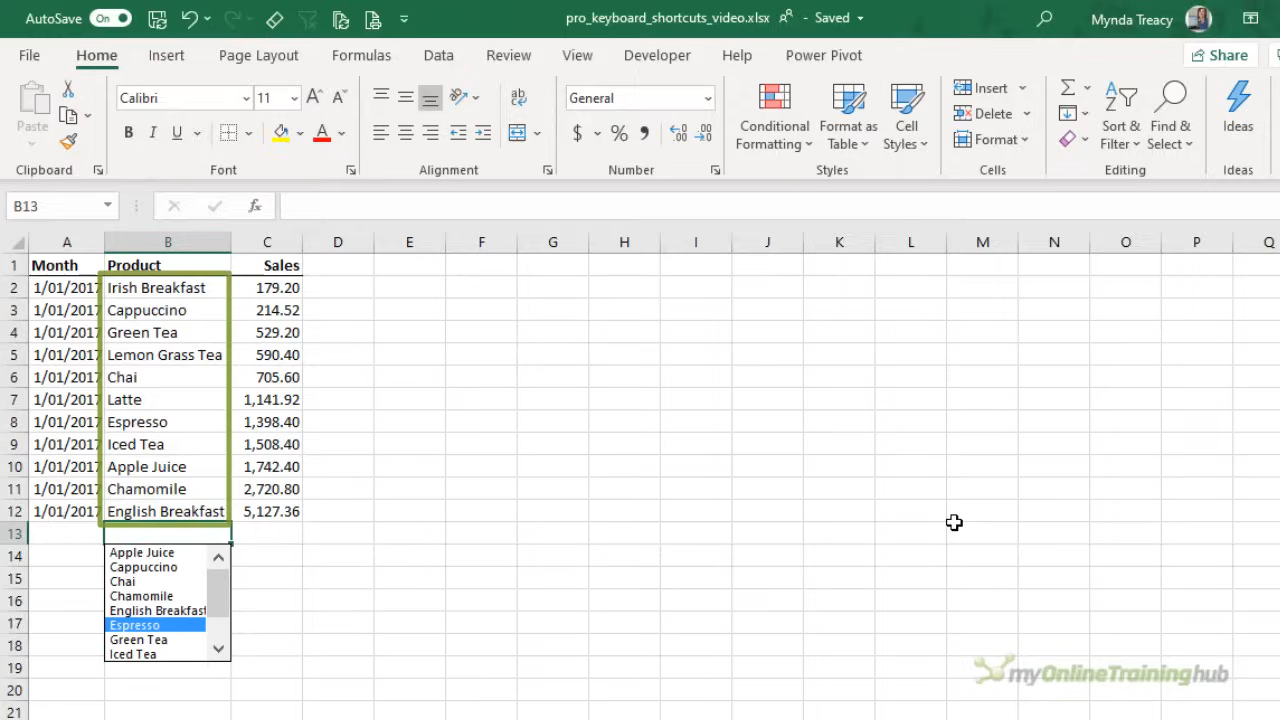 AutoSave On pro_keyboard_shortcuts_video.xlsx - Saved Mynda Treacy
File Home Insert Page Layout Formulas Data Review View Developer Help Power Pivot Share
Paste Calibri 11 General Conditional Formatting Format as Table Cell Styles Insert Delete Format Sort & Filter Find & Select Ideas
Clipboard Font Alignment Number Styles Cells Editing Ideas
B13 fx
A B C D E F G H I J K L M N O P Q
1 Month Product Sales
2 1/01/2017 Irish Breakfast 179.20
3 1/01/2017 Cappuccino 214.52
4 1/01/2017 Green Tea 529.20
5 1/01/2017 Lemon Grass Tea 590.40
6 1/01/2017 Chai 705.60
7 1/01/2017 Latte 1,141.92
8 1/01/2017 Espresso 1,398.40
9 1/01/2017 Iced Tea 1,508.40
10 1/01/2017 Apple Juice 1,742.40
11 1/01/2017 Chamomile 2,720.80
12 1/01/2017 English Breakfast 5,127.36
13
14 Apple Juice
Cappuccino
15 Chai
16 Chamomile
English Breakfast
17 Espresso
18 Green Tea
Iced Tea
19
20
21
myOnlineTraininghub